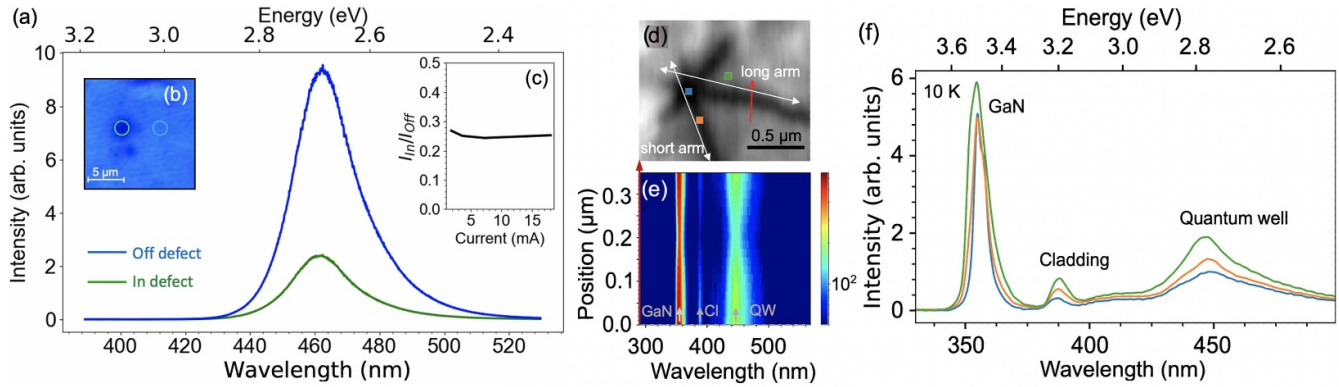 (a)
Energy (eV)
3.2 3.0 2.8 2.6 2.4
10
8
6
4
2
0
Intensity (arb. units)
(b)
5 μm
Off defect
In defect
400 420 440 460 480 500 520
Wavelength (nm)
(c)
0.5
0.4
0.3
0.2
0.1
0.0
I_In/I_Off
5 10 15
Current (mA)
(d)
long arm
0.5 μm
short arm
(e)
0.3
0.2
0.1
0.0
Position (μm)
GaN Cl QW
10²
300 400 500
Wavelength (nm)
(f)
Energy (eV)
3.6 3.4 3.2 3.0 2.8 2.6
6
4
2
0
Intensity (arb. units)
10 K
GaN
Cladding
Quantum well
350 400 450
Wavelength (nm)